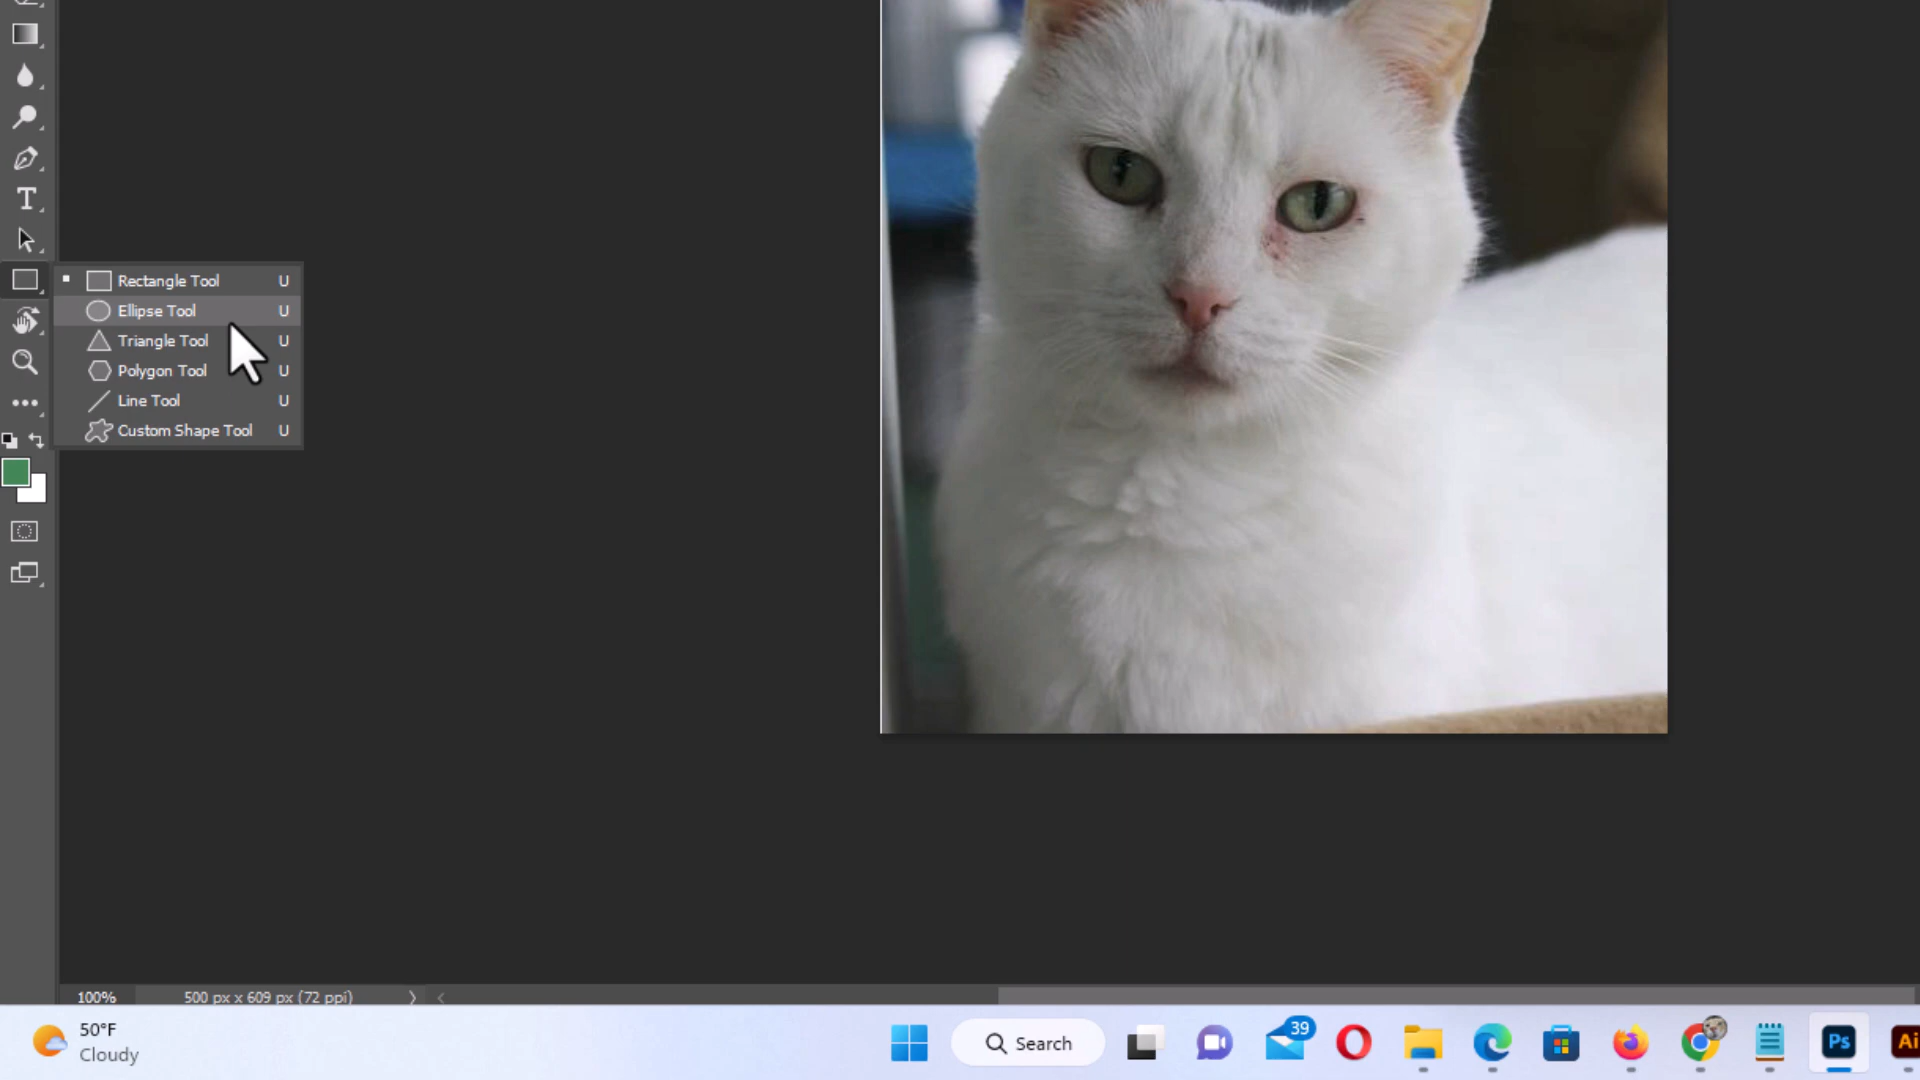 T
Rectangle Tool U
Ellipse Tool U
Triangle Tool U
Polygon Tool U
Line Tool U
Custom Shape Tool U
100% 500 px x 609 px (72 ppi)
50°F
Cloudy
Search
39
Ps
Ai